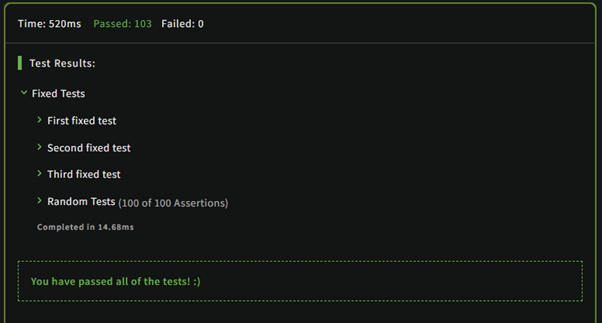 Time: 520ms Passed: 103 Failed: 0
Test Results:
Fixed Tests
First fixed test
Second fixed test
Third fixed test
Random Tests (100 of 100 Assertions)
Completed in 14.68ms
You have passed all of the tests! :)